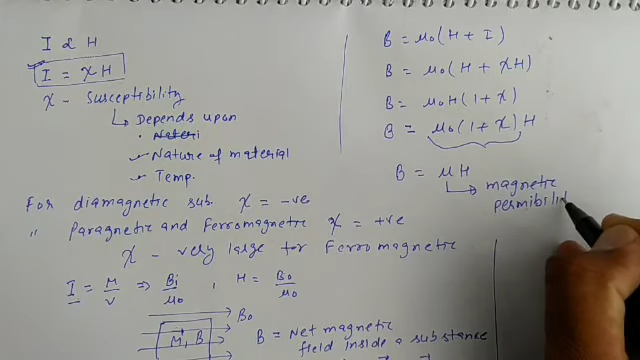 I α H
I = χH
χ - Susceptibility
Depends upon
Nateri
Nature of material
Temp.
For diamagnetic sub. χ = -ve
" Paragnetic and Ferromagnetic χ = +ve
χ - very large for Ferromagnetic
I = M/V ⇒ Bi/μ0 , H = B0/μ0
B0
M, B
B = μ0(H + I)
B = μ0(H + χH)
B = μ0H(1+χ)
B = μ0(1+χ)H
B = μH
magnetic
permibilit
B = Net magnetic
field inside a substance